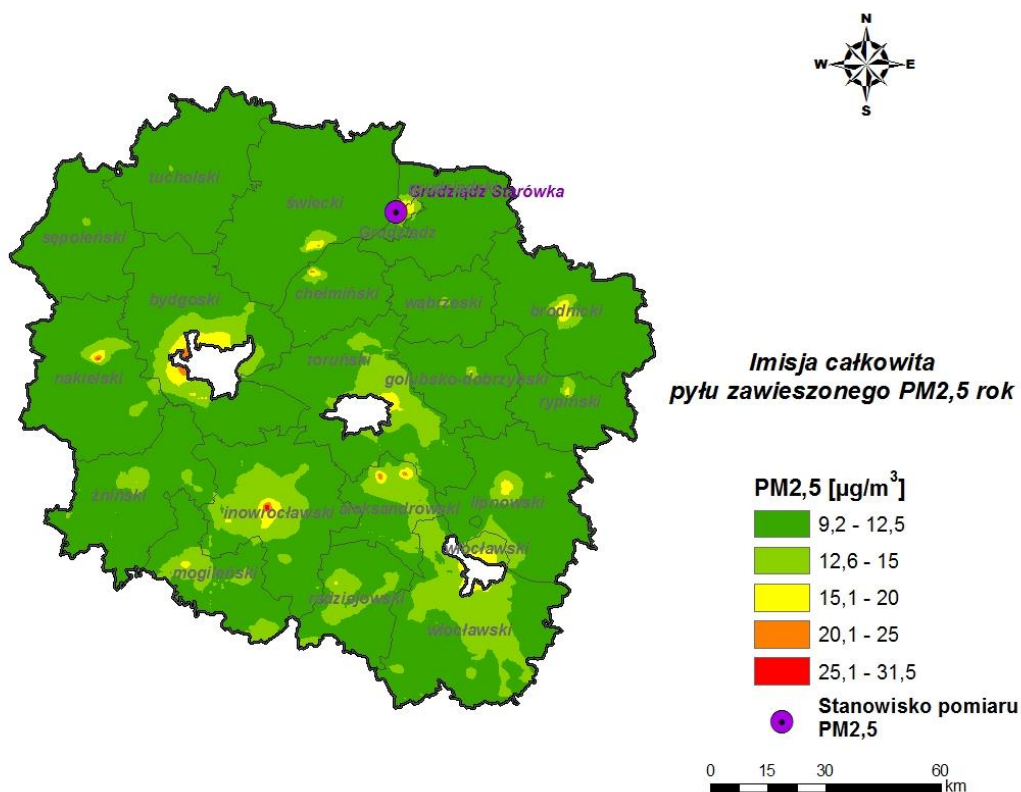 N
W
E
S
tucholski
Grudziądz Starówka
świecki
Grudziądz
sępoleński
bydgoski
chełmiński
wąbrzeski
brodnicki
toruński
Imisja całkowita
nakielski
golubsko-dobrzyński
pyłu zawieszonego PM2,5 rok
rypiński
żniński
PM2,5 [µg/m³]
inowrocławski
aleksandrowski
lipnowski
9,2 - 12,5
włocławski
12,6 - 15
mogileński
radziejowski
15,1 - 20
włocławski
20,1 - 25
25,1 - 31,5
Stanowisko pomiaru
PM2,5
0 15 30 60
km